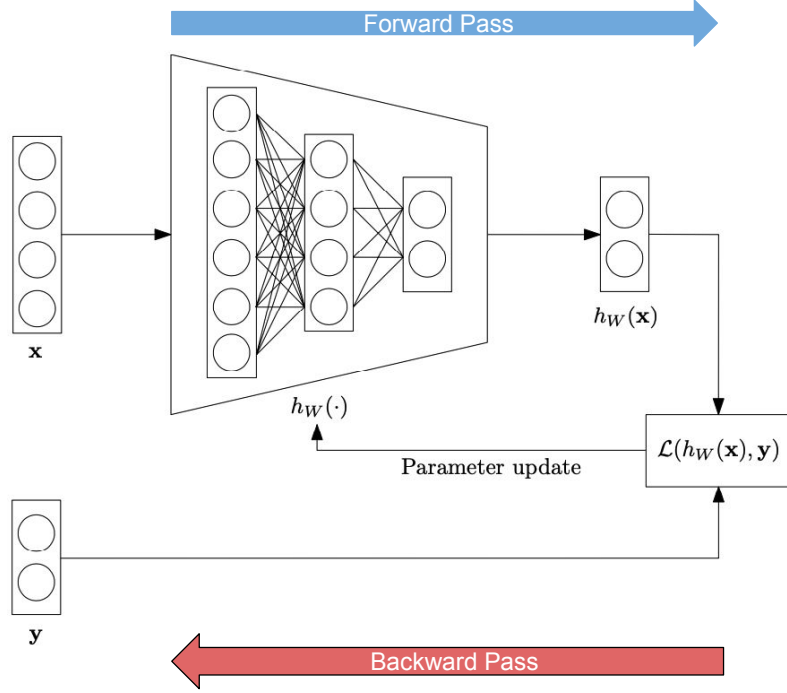 Forward Pass
x
h_W(x)
h_W(·)
L(h_W(x), y)
Parameter update
y
Backward Pass